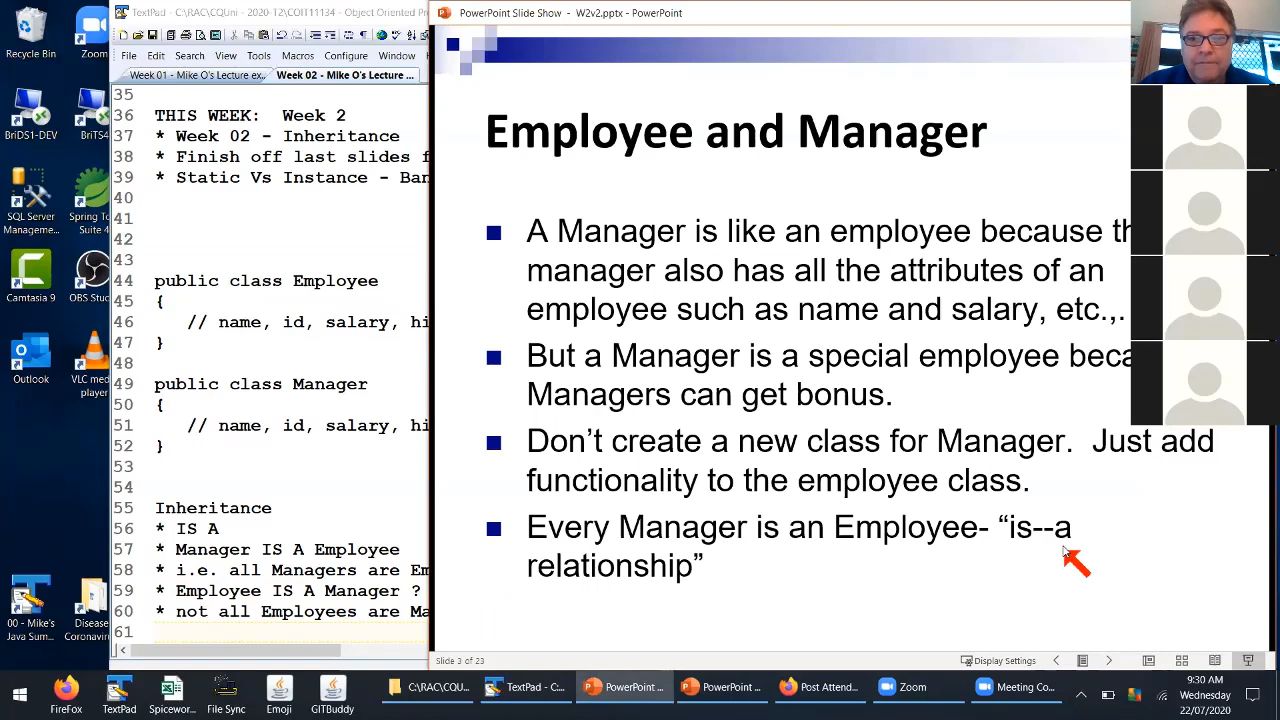 Recycle Bin
Zoom
BriDS1-DEV
BriTS4
SQL Server
Manageme...
Spring To
Suite 4
Camtasia 9
OBS Stu
Outlook
VLC med
player
00 - Mike's
Java Sum...
Disease
Coronaviru
TextPad - C:\RAC\CQUni - 2020-T2\COIT11134 - Object Oriented Pro
File Edit Search View Tools Macros Configure Window
Week 01 - Mike O's Lecture ex... Week 02 - Mike O's Lecture ...
35
36 THIS WEEK: Week 2
37 * Week 02 - Inheritance
38 * Finish off last slides f
39 * Static Vs Instance - Ban
40
41
42
43
44 public class Employee
45 {
46 // name, id, salary, hi
47 }
48
49 public class Manager
50 {
51 // name, id, salary, hi
52 }
53
54
55 Inheritance
56 * IS A
57 * Manager IS A Employee
58 * i.e. all Managers are Em
59 * Employee IS A Manager ?
60 * not all Employees are Ma
61
PowerPoint Slide Show - W2v2.pptx - PowerPoint
Employee and Manager
A Manager is like an employee because th
manager also has all the attributes of an
employee such as name and salary, etc.,.
But a Manager is a special employee beca
Managers can get bonus.
Don’t create a new class for Manager. Just add
functionality to the employee class.
Every Manager is an Employee- “is--a
relationship”
Slide 3 of 23
Display Settings
FireFox
TextPad
Spicewor...
File Sync
Emoji
GITBuddy
C:\RAC\CQU...
TextPad - C...
PowerPoint ...
PowerPoint ...
Post Attend...
Zoom
Meeting Co...
9:30 AM
Wednesday
22/07/2020